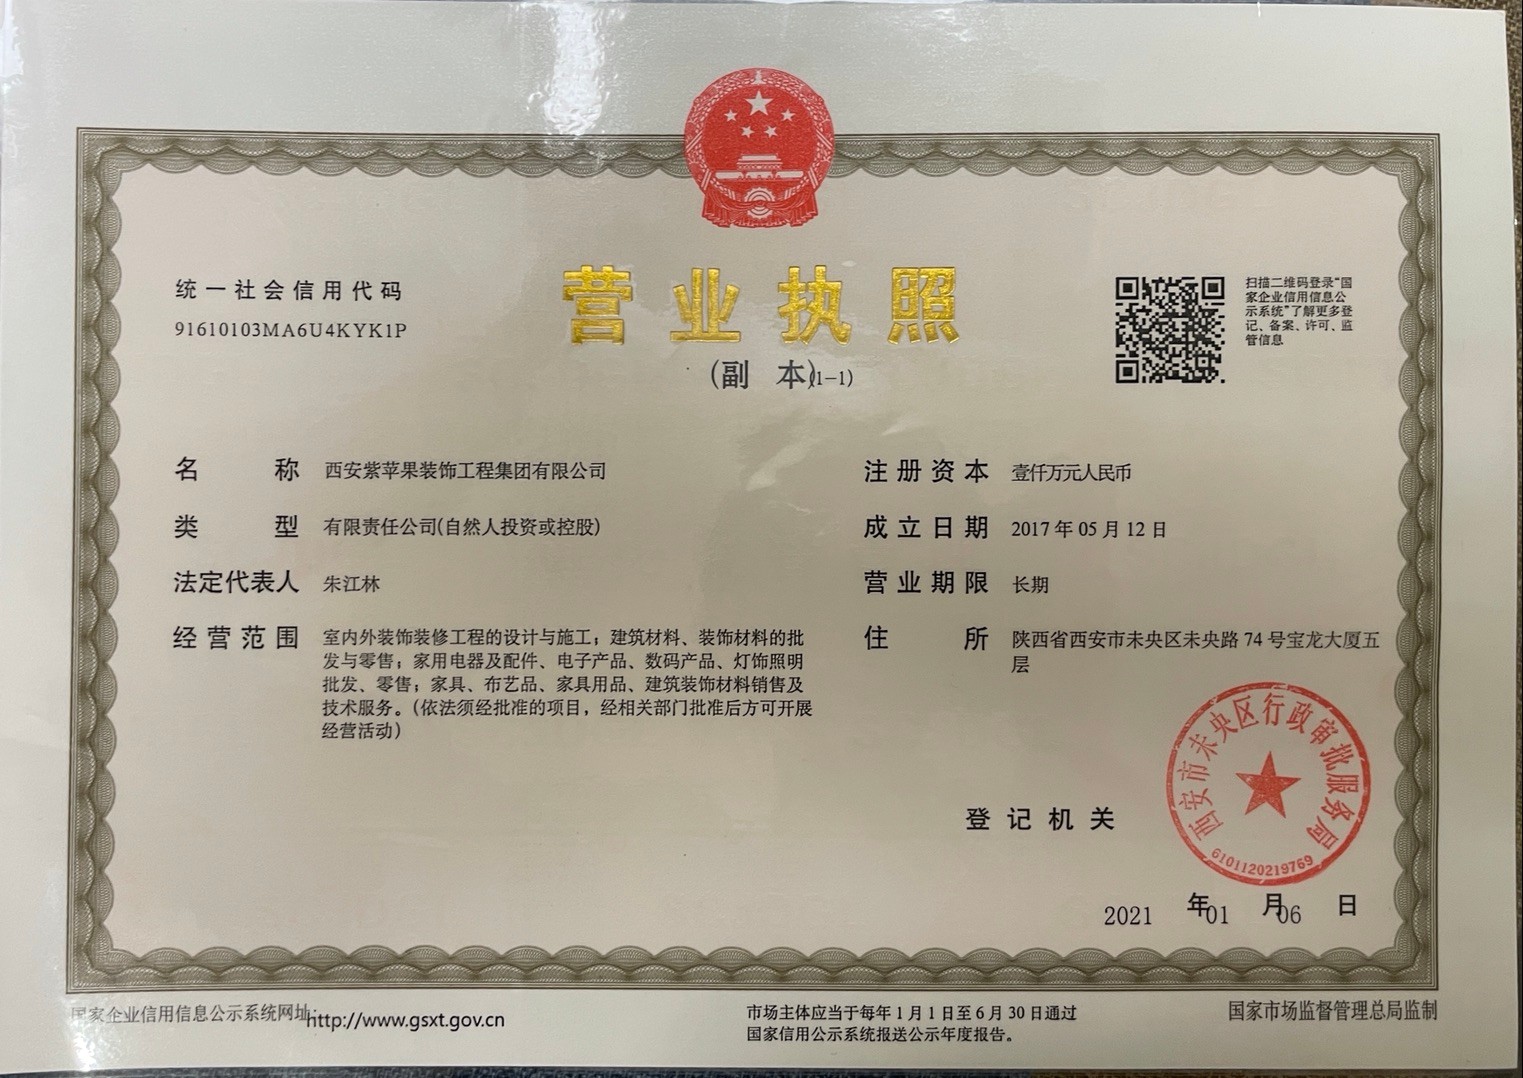 统一社会信用代码
91610103MA6U4KYK1P
营业执照
(副 本)(1-1)
扫描二维码登录“国
家企业信用信息公
示系统”了解更多登
记、备案、许可、监
管信息
名 称 西安紫苹果装饰工程集团有限公司
类 型 有限责任公司(自然人投资或控股)
法定代表人 朱江林
经营范围 室内外装饰装修工程的设计与施工；建筑材料、装饰材料的批
发与零售；家用电器及配件、电子产品、数码产品、灯饰照明
批发、零售；家具、布艺品、家具用品、建筑装饰材料销售及
技术服务。(依法须经批准的项目，经相关部门批准后方可开展
经营活动)
注册资本 壹仟万元人民币
成立日期 2017年05月12日
营业期限 长期
住 所 陕西省西安市未央区未央路74号宝龙大厦五
层
登记机关
西安市未央区行政审批服务局
6101120219769
2021 年 01 月 06 日
国家企业信用信息公示系统网址:http://www.gsxt.gov.cn
市场主体应当于每年1月1日至6月30日通过
国家信用公示系统报送公示年度报告。
国家市场监督管理总局监制